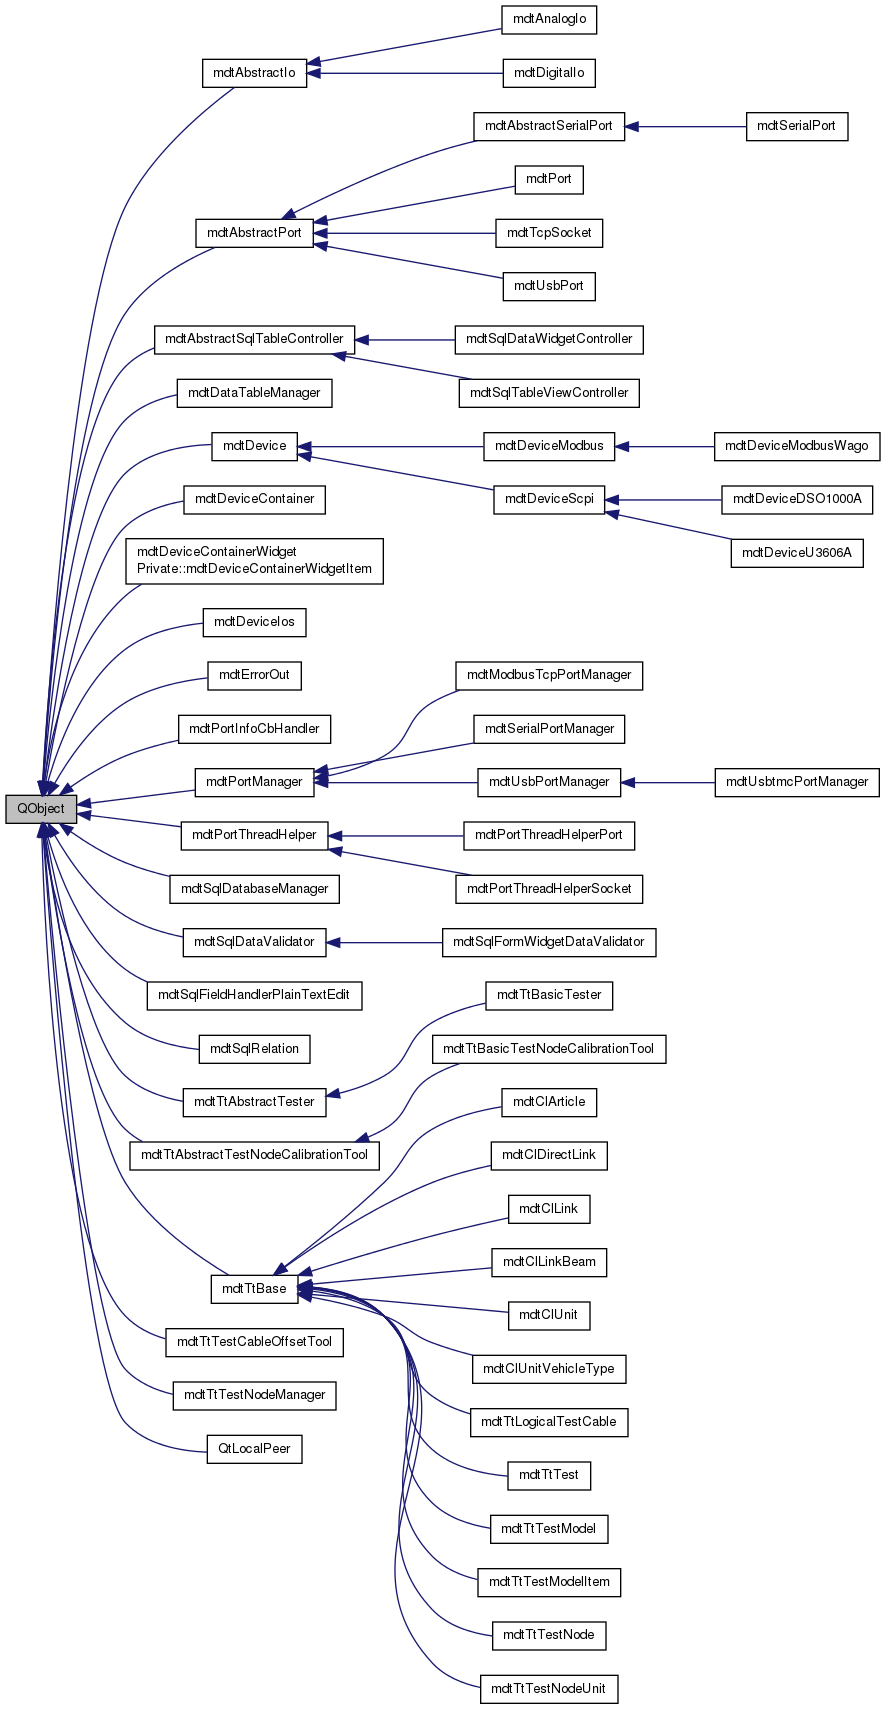 mdtAnalogIo
mdtAbstractIo
mdtDigitalIo
mdtAbstractSerialPort
mdtSerialPort
mdtPort
mdtAbstractPort
mdtTcpSocket
mdtUsbPort
mdtAbstractSqlTableController
mdtSqlDataWidgetController
mdtDataTableManager
mdtSqlTableViewController
mdtDevice
mdtDeviceModbus
mdtDeviceModbusWago
mdtDeviceContainer
mdtDeviceScpi
mdtDeviceDSO1000A
mdtDeviceContainerWidget
Private::mdtDeviceContainerWidgetItem
mdtDeviceU3606A
mdtDeviceIos
mdtErrorOut
mdtModbusTcpPortManager
mdtPortInfoCbHandler
mdtSerialPortManager
mdtPortManager
mdtUsbPortManager
mdtUsbtmcPortManager
QObject
mdtPortThreadHelper
mdtPortThreadHelperPort
mdtSqlDatabaseManager
mdtPortThreadHelperSocket
mdtSqlDataValidator
mdtSqlFormWidgetDataValidator
mdtSqlFieldHandlerPlainTextEdit
mdtTtBasicTester
mdtSqlRelation
mdtTtBasicTestNodeCalibrationTool
mdtTtAbstractTester
mdtClArticle
mdtTtAbstractTestNodeCalibrationTool
mdtClDirectLink
mdtClLink
mdtClLinkBeam
mdtTtBase
mdtClUnit
mdtTtTestCableOffsetTool
mdtClUnitVehicleType
mdtTtTestNodeManager
mdtTtLogicalTestCable
QtLocalPeer
mdtTtTest
mdtTtTestModel
mdtTtTestModelItem
mdtTtTestNode
mdtTtTestNodeUnit